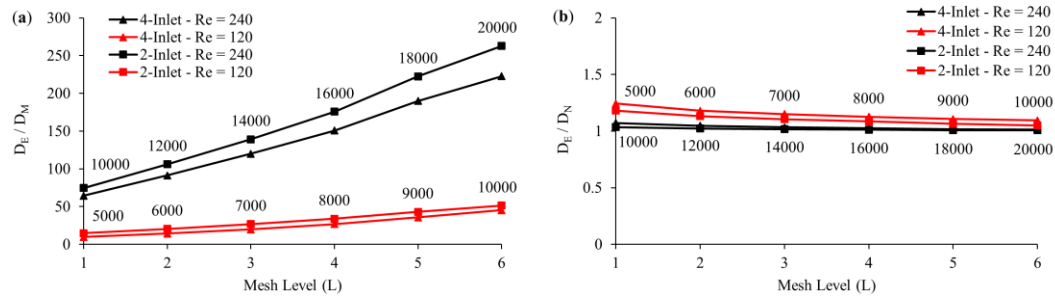 (a)
4-Inlet - Re = 240
4-Inlet - Re = 120
2-Inlet - Re = 240
2-Inlet - Re = 120
300
250
200
150
100
50
0
D_E / D_M
10000
12000
14000
16000
18000
20000
5000
6000
7000
8000
9000
10000
1 2 3 4 5 6
Mesh Level (L)
(b)
4-Inlet - Re = 240
4-Inlet - Re = 120
2-Inlet - Re = 240
2-Inlet - Re = 120
2
1.5
1
0.5
0
D_E / D_N
5000 6000 7000 8000 9000 10000
10000 12000 14000 16000 18000 20000
1 2 3 4 5 6
Mesh Level (L)